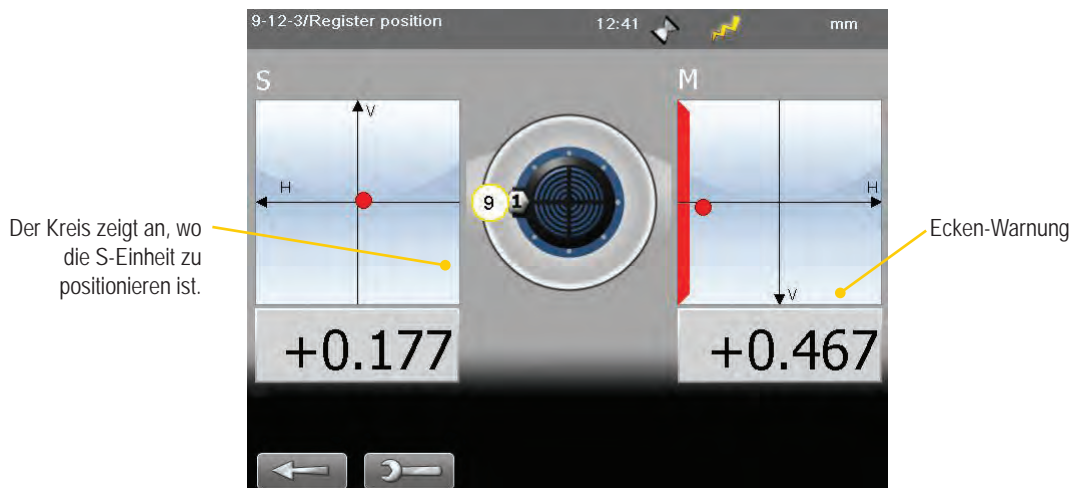 9-12-3/Register position 12:41 mm
S
M
V
H
H
V
9 1
Der Kreis zeigt an, wo
die S-Einheit zu
positionieren ist.
Ecken-Warnung
+0.177
+0.467